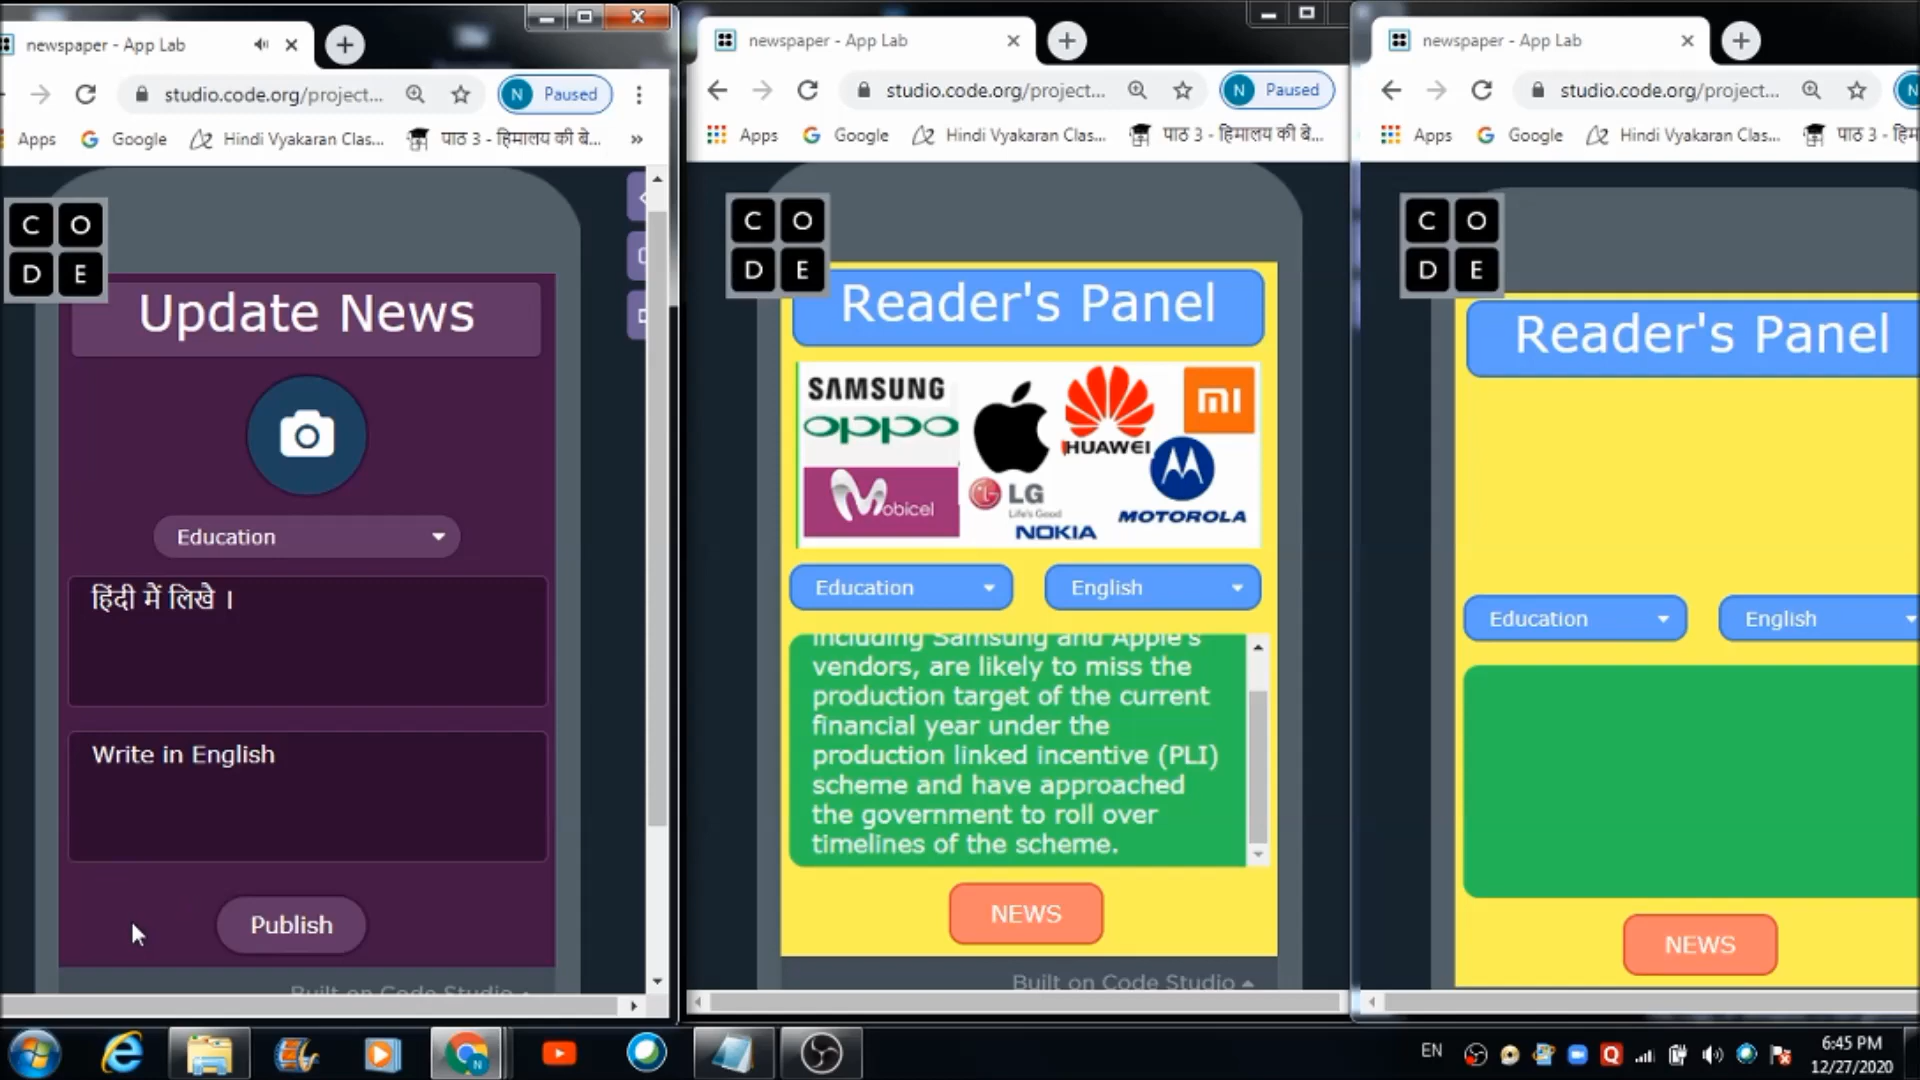 newspaper - App Lab
studio.code.org/project...
N Paused
Apps Google Hindi Vyakaran Clas... पाठ 3 - हिमालय की बे... »
C O
D E
Update News
Education
हिंदी में लिखै ।
Write in English
Publish
Built on Code Studio
newspaper - App Lab
studio.code.org/project...
N Paused
Apps Google Hindi Vyakaran Clas... पाठ 3 - हिमालय की बे...
C O
D E
Reader's Panel
SAMSUNG
oppo
HUAWEI
MI
Mobicel
LG
Life's Good
NOKIA
MOTOROLA
Education English
including Samsung and Apple's
vendors, are likely to miss the
production target of the current
financial year under the
production linked incentive (PLI)
scheme and have approached
the government to roll over
timelines of the scheme.
NEWS
Built on Code Studio
newspaper - App Lab
studio.code.org/project...
N
Apps Google Hindi Vyakaran Clas... पाठ 3 - हिम
C O
D E
Reader's Panel
Education English
NEWS
EN
6:45 PM
12/27/2020